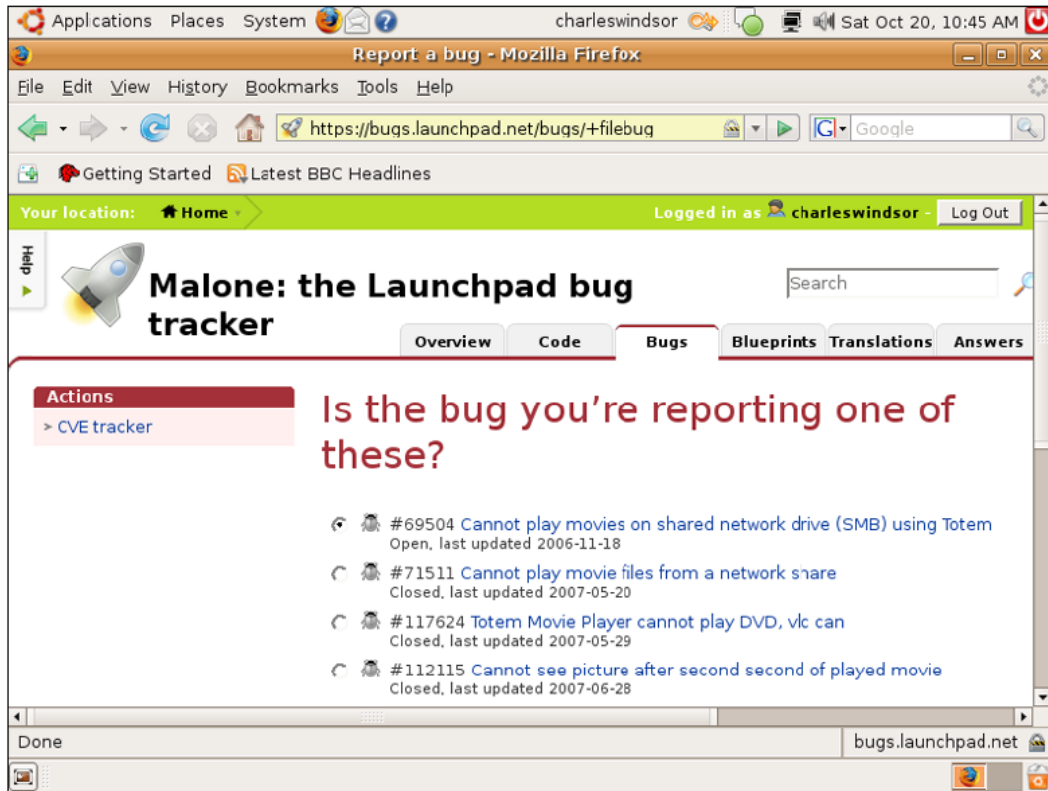 Applications Places System charleswindsor Sat Oct 20, 10:45 AM
Report a bug - Mozilla Firefox
File Edit View History Bookmarks Tools Help
https://bugs.launchpad.net/bugs/+filebug G Google
Getting Started Latest BBC Headlines
Your location: Home Logged in as charleswindsor - Log Out
Help
Malone: the Launchpad bug
tracker
Search
Overview Code Bugs Blueprints Translations Answers
Actions
> CVE tracker
Is the bug you're reporting one of
these?
#69504 Cannot play movies on shared network drive (SMB) using Totem
Open, last updated 2006-11-18
#71511 Cannot play movie files from a network share
Closed, last updated 2007-05-20
#117624 Totem Movie Player cannot play DVD, vlc can
Closed, last updated 2007-05-29
#112115 Cannot see picture after second second of played movie
Closed, last updated 2007-06-28
Done bugs.launchpad.net